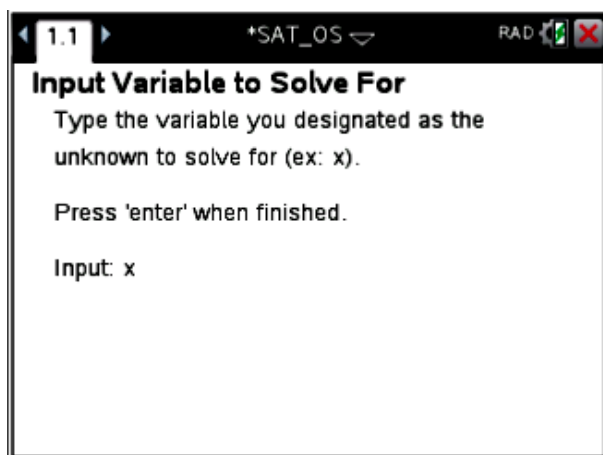 1.1 *SAT_OS RAD
Input Variable to Solve For
Type the variable you designated as the
unknown to solve for (ex: x).
Press 'enter' when finished.
Input: x